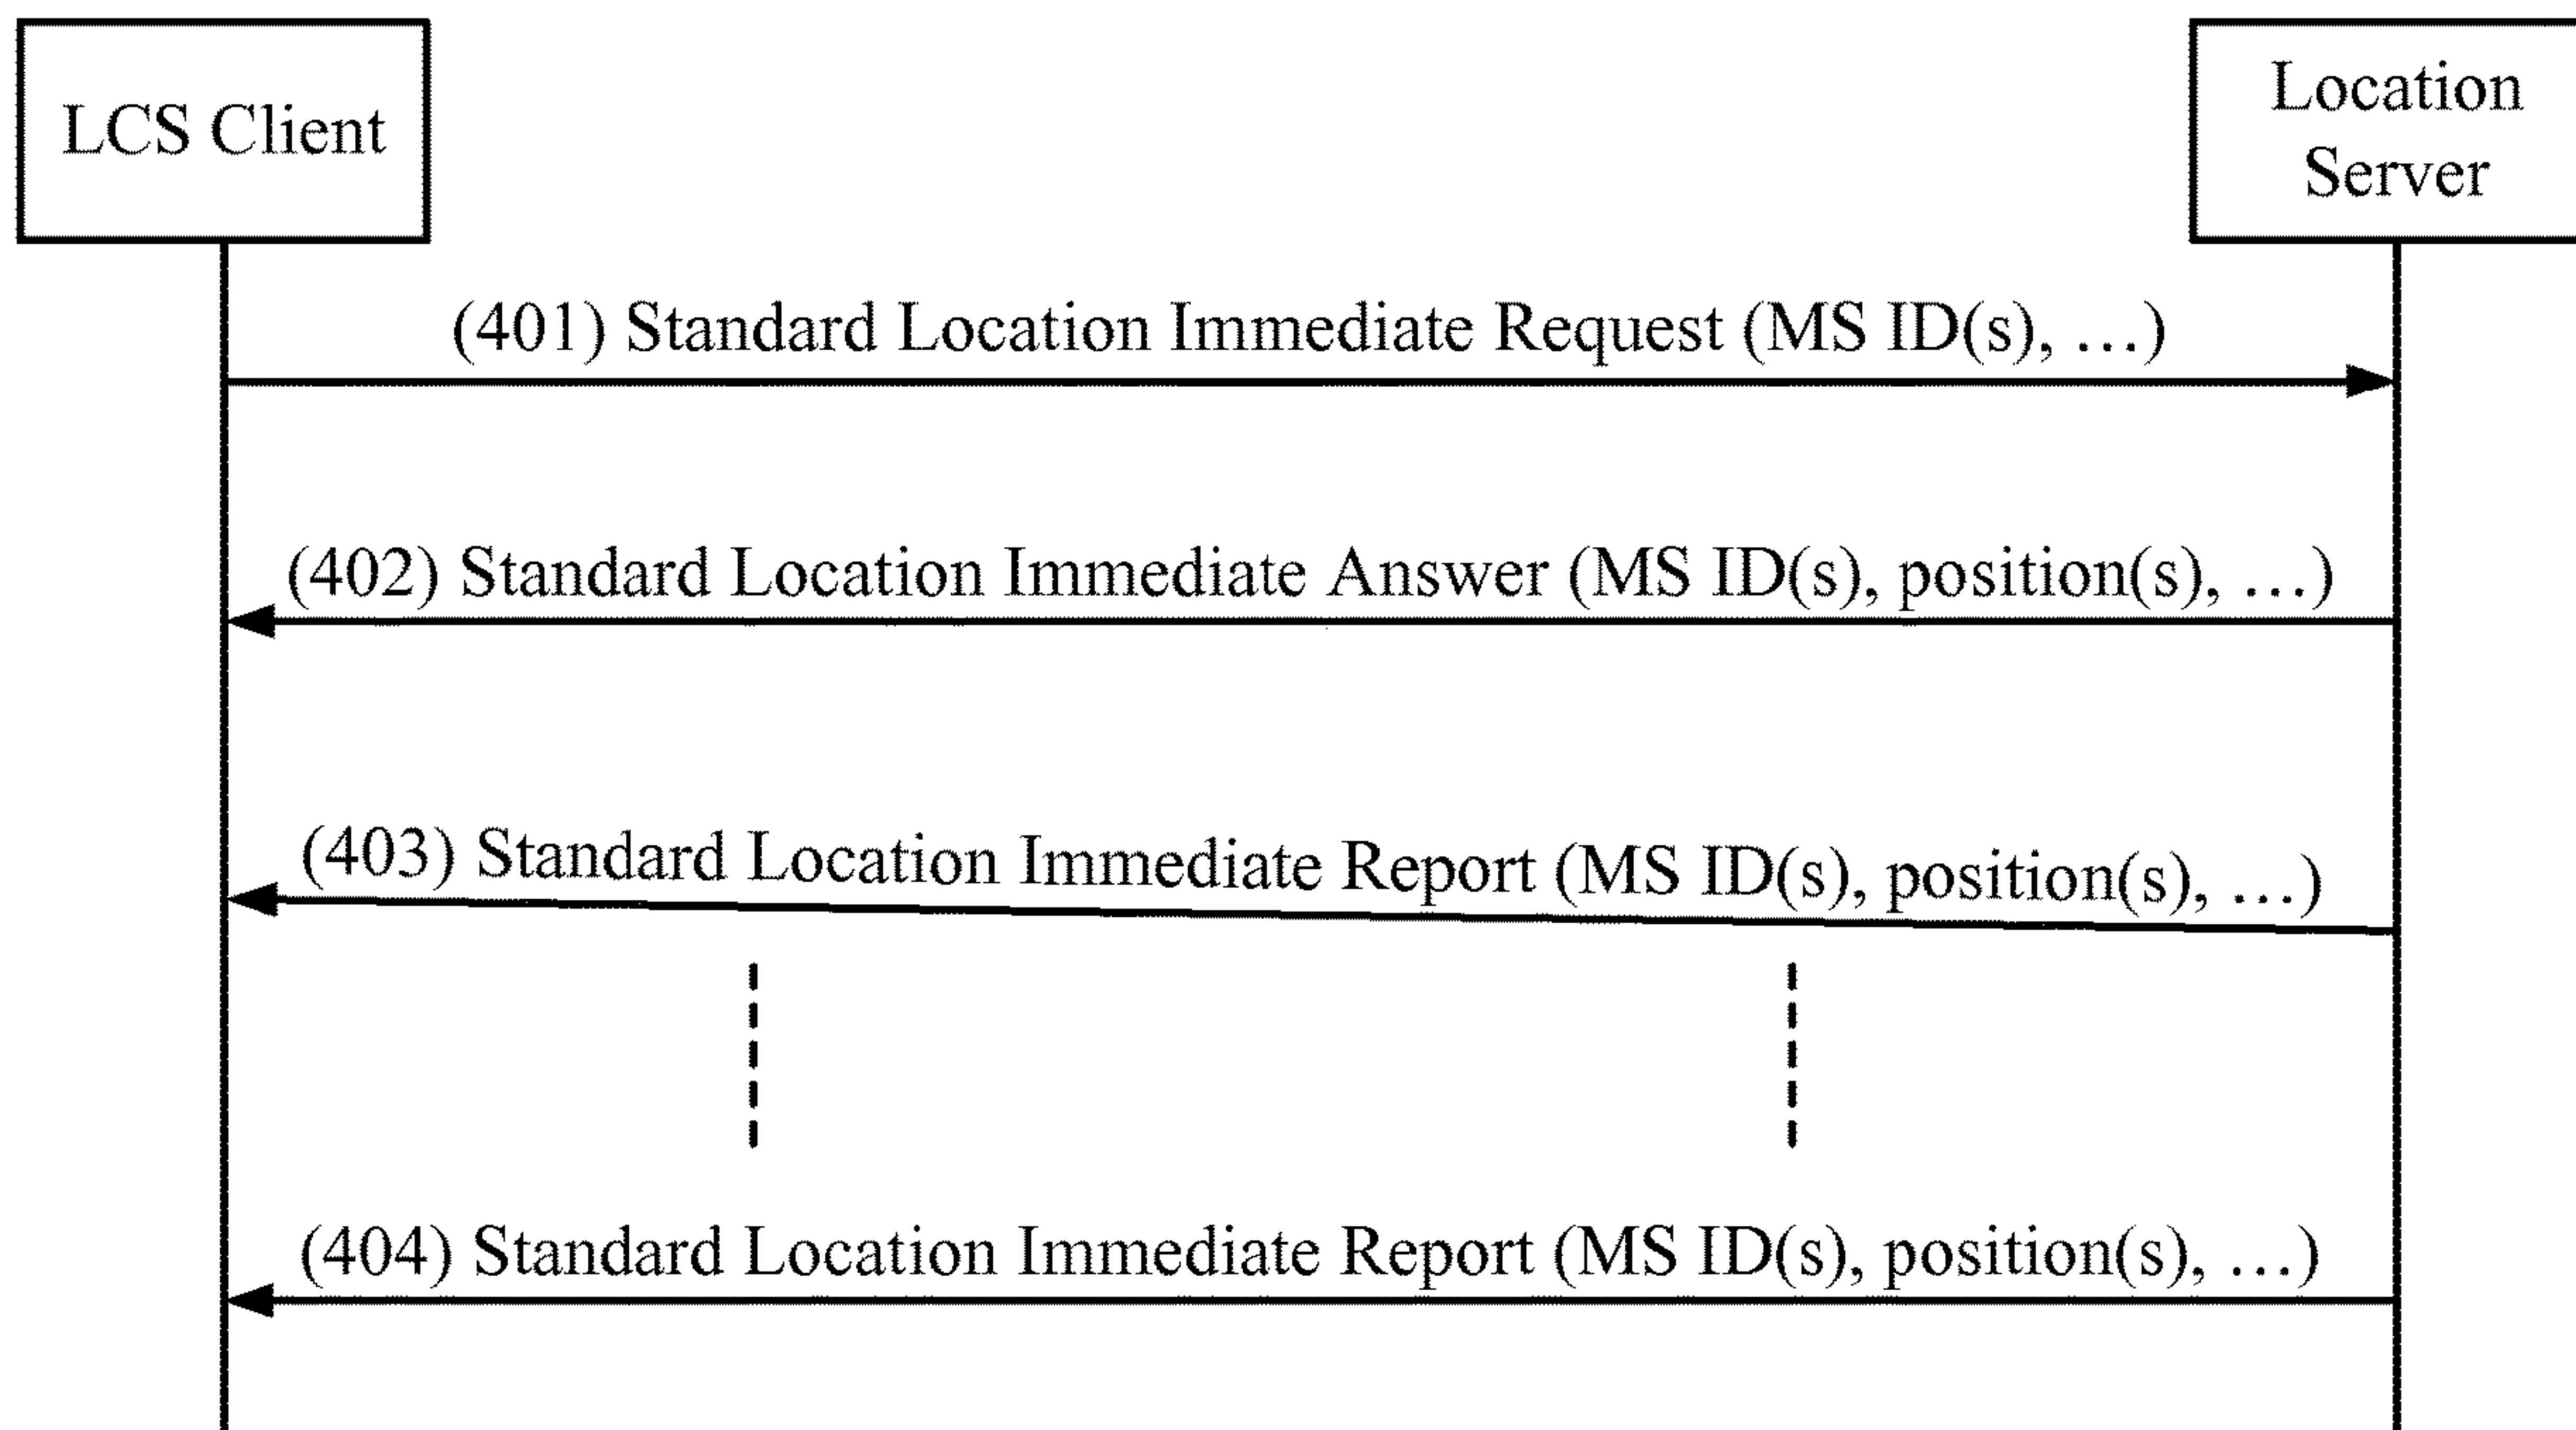 LCS Client
Location
Server
(401) Standard Location Immediate Request (MS ID(s), …)
(402) Standard Location Immediate Answer (MS ID(s), position(s), …)
(403) Standard Location Immediate Report (MS ID(s), position(s), …)
(404) Standard Location Immediate Report (MS ID(s), position(s), …)